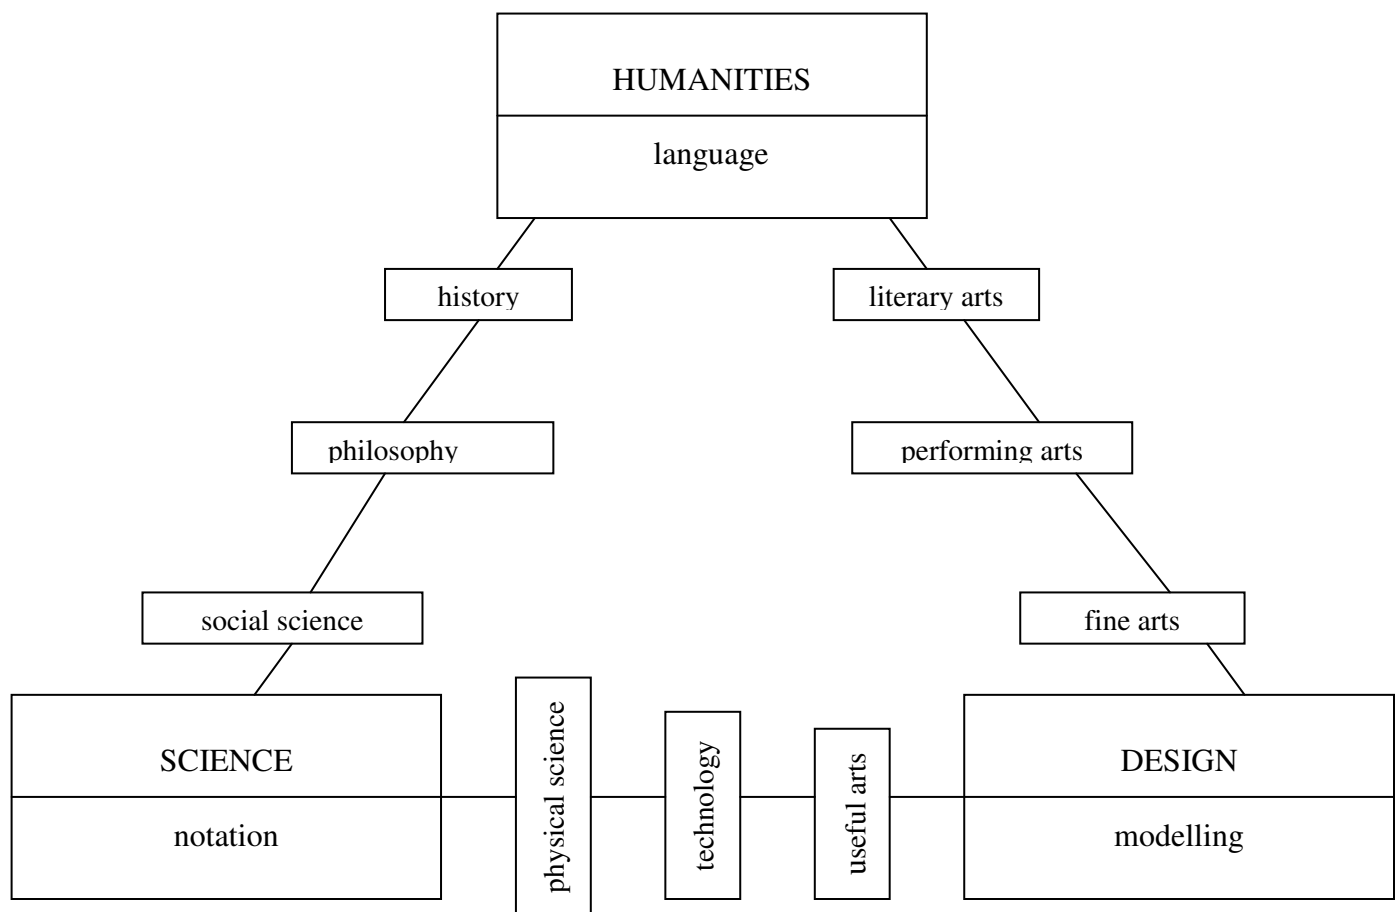 HUMANITIES
language
history
literary arts
philosophy
performing arts
social science
fine arts
SCIENCE
notation
physical science
technology
useful arts
DESIGN
modelling